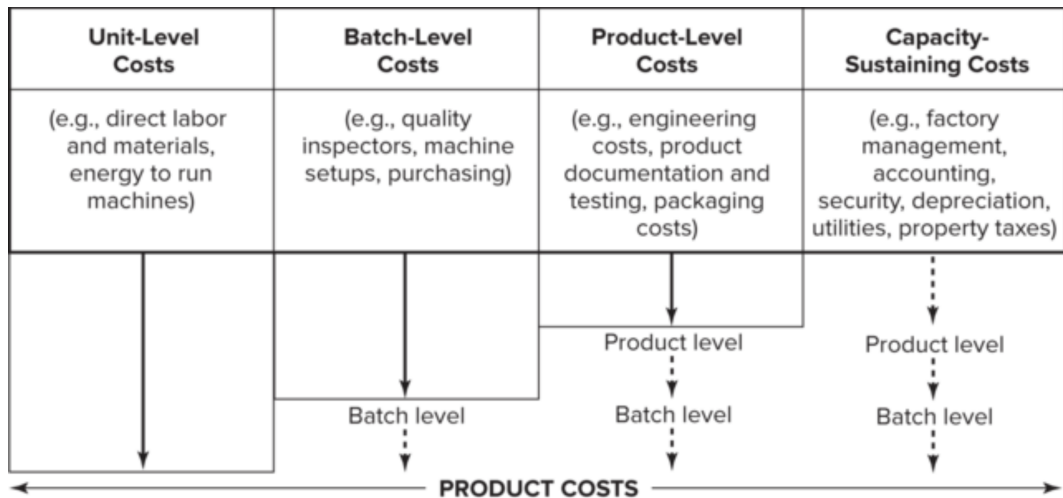 Unit-Level
Costs
Batch-Level
Costs
Product-Level
Costs
Capacity-
Sustaining Costs
(e.g., direct labor
and materials,
energy to run
machines)
(e.g., quality
inspectors, machine
setups, purchasing)
(e.g., engineering
costs, product
documentation and
testing, packaging
costs)
(e.g., factory
management,
accounting,
security, depreciation,
utilities, property taxes)
Product level
Product level
Batch level
Batch level
Batch level
PRODUCT COSTS